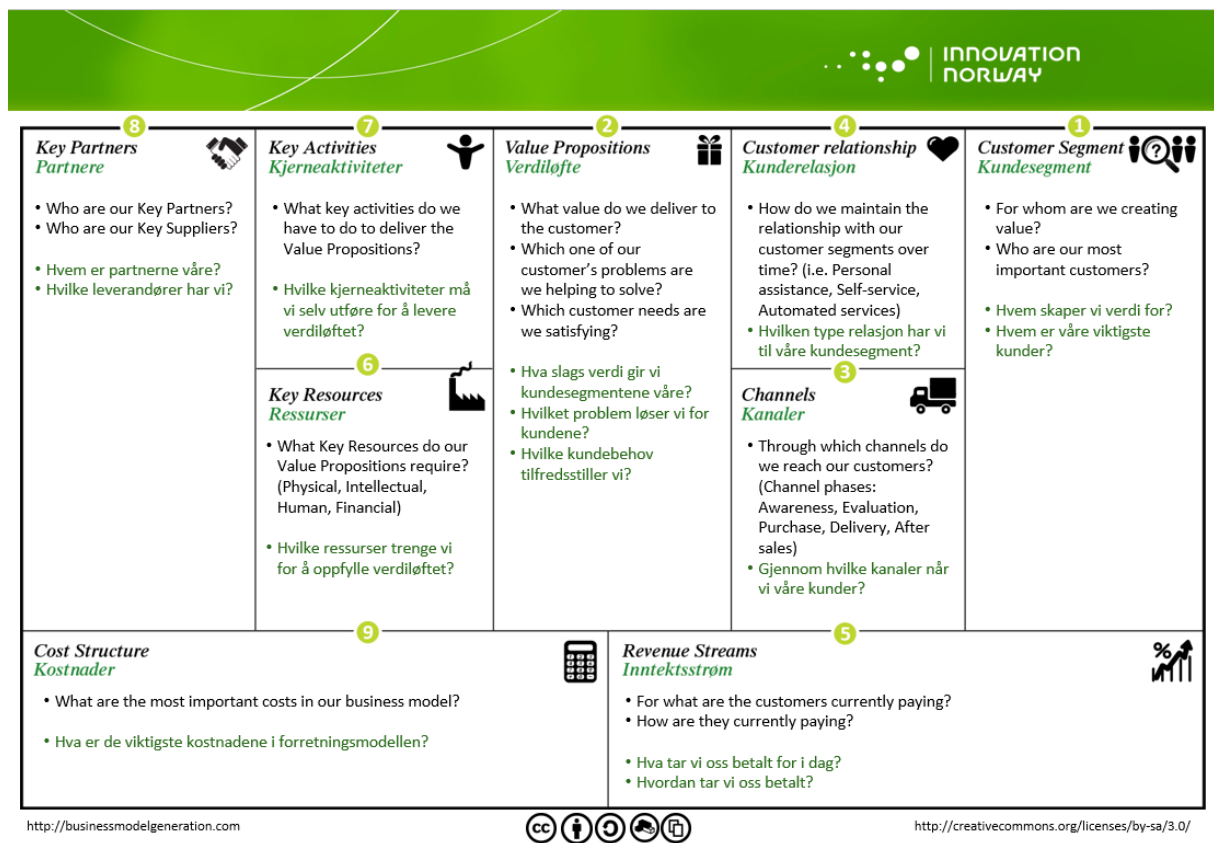 INNOVATION
NORWAY
8
Key Partners
Partnere
• Who are our Key Partners?
• Who are our Key Suppliers?
• Hvem er partnerne våre?
• Hvilke leverandører har vi?
7
Key Activities
Kjerneaktiviteter
• What key activities do we
have to do to deliver the
Value Propositions?
• Hvilke kjerneaktiviteter må
vi selv utføre for å levere
verdiløftet?
6
Key Resources
Ressurser
• What Key Resources do our
Value Propositions require?
(Physical, Intellectual,
Human, Financial)
• Hvilke ressurser trenge vi
for å oppfylle verdiløftet?
2
Value Propositions
Verdiløfte
• What value do we deliver to
the customer?
• Which one of our
customer's problems are
we helping to solve?
• Which customer needs are
we satisfying?
• Hva slags verdi gir vi
kundesegmentene våre?
• Hvilket problem løser vi for
kundene?
• Hvilke kundebehov
tilfredsstiller vi?
4
Customer relationship
Kunderelasjon
• How do we maintain the
relationship with our
customer segments over
time? (i.e. Personal
assistance, Self-service,
Automated services)
• Hvilken type relasjon har vi
til våre kundesegment?
3
Channels
Kanaler
• Through which channels do
we reach our customers?
(Channel phases:
Awareness, Evaluation,
Purchase, Delivery, After
sales)
• Gjennom hvilke kanaler når
vi våre kunder?
1
Customer Segment
Kundesegment
?
• For whom are we creating
value?
• Who are our most
important customers?
• Hvem skaper vi verdi for?
• Hvem er våre viktigste
kunder?
9
Cost Structure
Kostnader
• What are the most important costs in our business model?
• Hva er de viktigste kostnadene i forretningsmodellen?
5
Revenue Streams
Inntektsstrøm
%
• For what are the customers currently paying?
• How are they currently paying?
• Hva tar vi oss betalt for i dag?
• Hvordan tar vi oss betalt?
http://businessmodelgeneration.com
cc
http://creativecommons.org/licenses/by-sa/3.0/